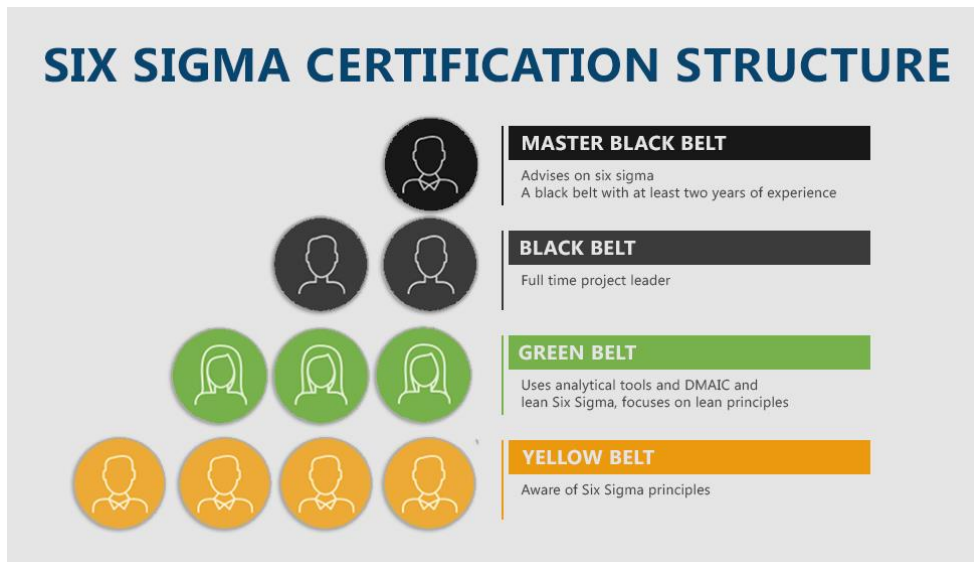 SIX SIGMA CERTIFICATION STRUCTURE
MASTER BLACK BELT
Advises on six sigma
A black belt with at least two years of experience
BLACK BELT
Full time project leader
GREEN BELT
Uses analytical tools and DMAIC and
lean Six Sigma, focuses on lean principles
YELLOW BELT
Aware of Six Sigma principles